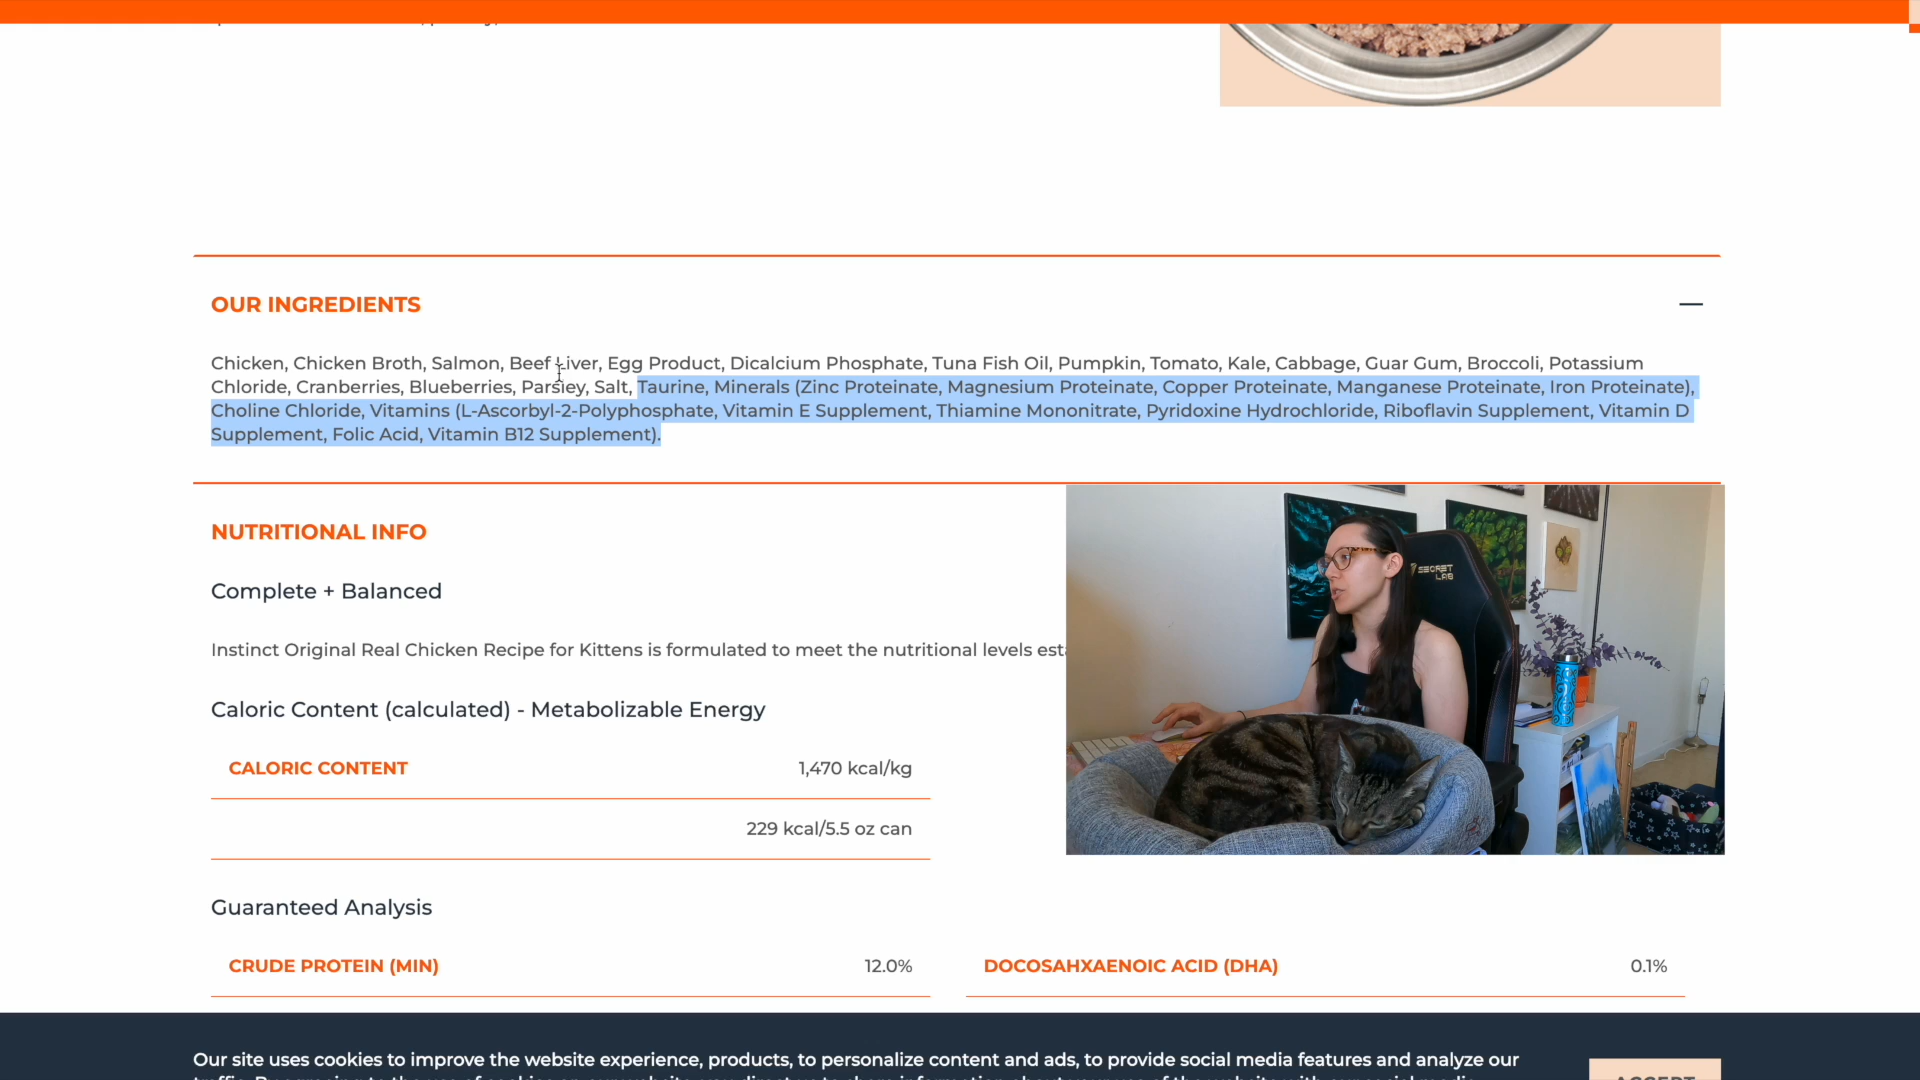 OUR INGREDIENTS
Chicken, Chicken Broth, Salmon, Beef Liver, Egg Product, Dicalcium Phosphate, Tuna Fish Oil, Pumpkin, Tomato, Kale, Cabbage, Guar Gum, Broccoli, Potassium
Chloride, Cranberries, Blueberries, Parsley, Salt, Taurine, Minerals (Zinc Proteinate, Magnesium Proteinate, Copper Proteinate, Manganese Proteinate, Iron Proteinate),
Choline Chloride, Vitamins (L-Ascorbyl-2-Polyphosphate, Vitamin E Supplement, Thiamine Mononitrate, Pyridoxine Hydrochloride, Riboflavin Supplement, Vitamin D
Supplement, Folic Acid, Vitamin B12 Supplement).
NUTRITIONAL INFO
Complete + Balanced
Instinct Original Real Chicken Recipe for Kittens is formulated to meet the nutritional levels
Caloric Content (calculated) - Metabolizable Energy
CALORIC CONTENT 1,470 kcal/kg
229 kcal/5.5 oz can
Guaranteed Analysis
CRUDE PROTEIN (MIN) 12.0%
DOCOSAHXAENOIC ACID (DHA) 0.1%
SECRET
LAB
Our site uses cookies to improve the website experience, products, to personalize content and ads, to provide social media features and analyze our
ACCEPT